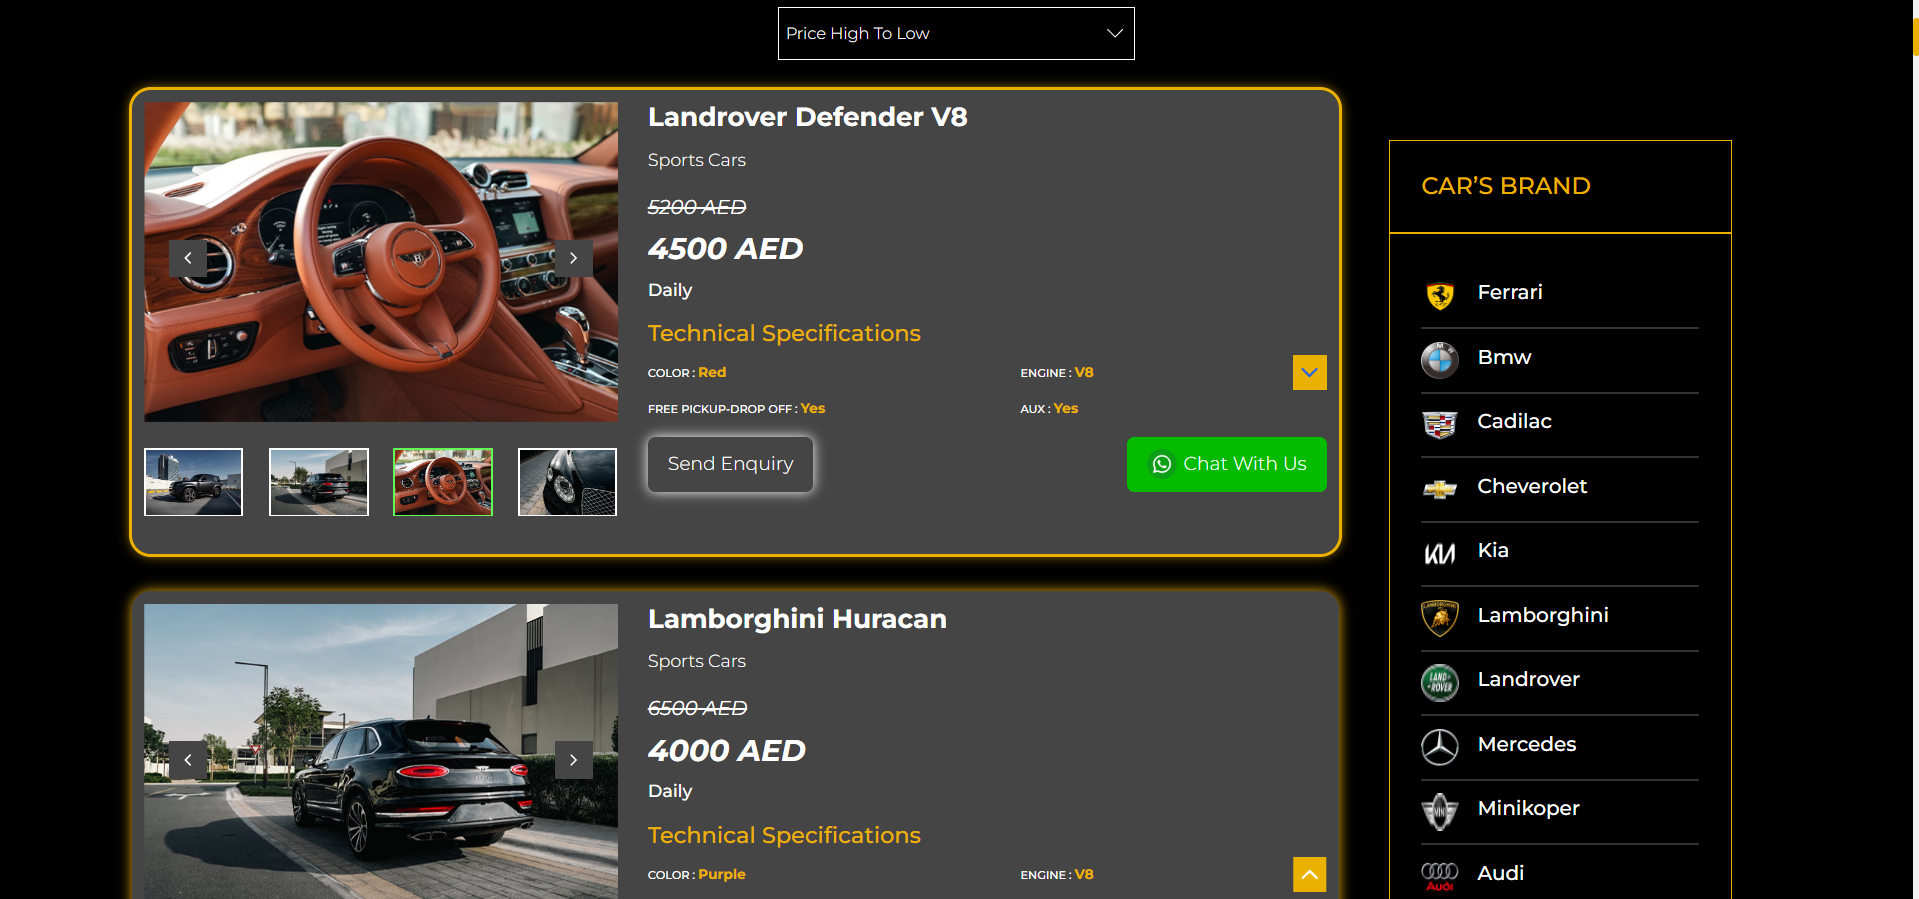 Price High To Low
Landrover Defender V8
Sports Cars
5200 AED
4500 AED
Daily
Technical Specifications
COLOR : Red
ENGINE : V8
FREE PICKUP-DROP OFF : Yes
AUX : Yes
Send Enquiry
Chat With Us
Lamborghini Huracan
Sports Cars
6500 AED
4000 AED
Daily
Technical Specifications
COLOR : Purple
ENGINE : V8
CAR’S BRAND
Ferrari
Bmw
Cadilac
Cheverolet
Kia
Lamborghini
LAND-
ROVER
Landrover
Mercedes
Minikoper
Audi
Audi